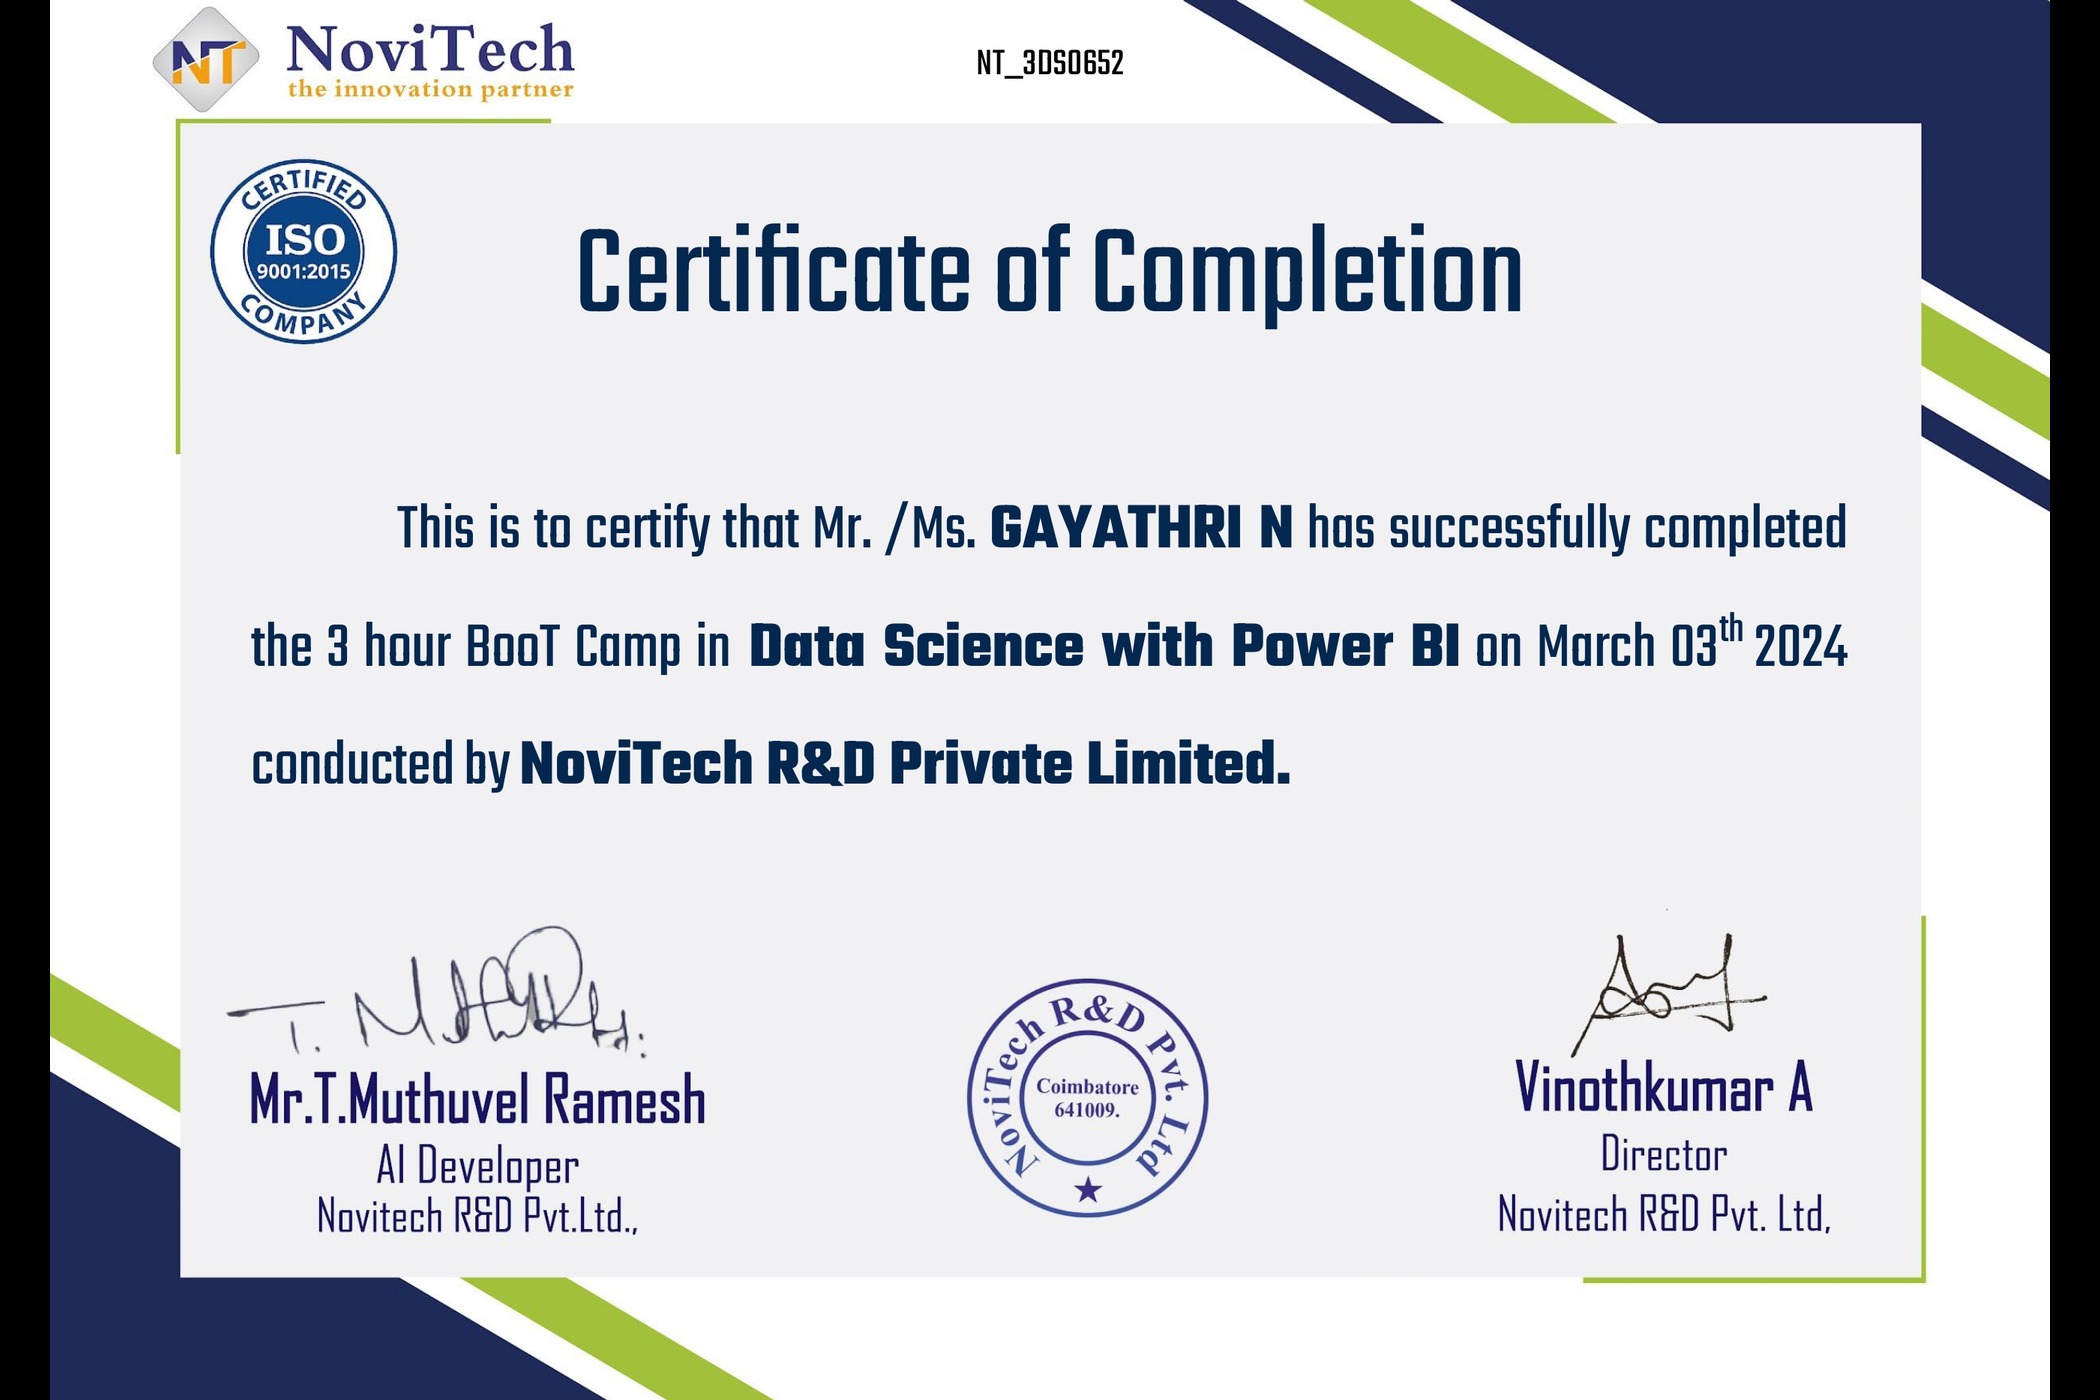 NT
NoviTech
the innovation partner
NT_3DS0652
CERTIFIED
ISO
9001:2015
COMPANY
Certificate of Completion
This is to certify that Mr. /Ms. GAYATHRI N has successfully completed
the 3 hour BooT Camp in Data Science with Power BI on March 03th 2024
conducted by NoviTech R&D Private Limited.
T. M
Mr.T.Muthuvel Ramesh
AI Developer
Novitech R&D Pvt.Ltd.,
NoviTech R&D Pvt. Ltd
Coimbatore
641009.
Vinothkumar A
Director
Novitech R&D Pvt. Ltd,